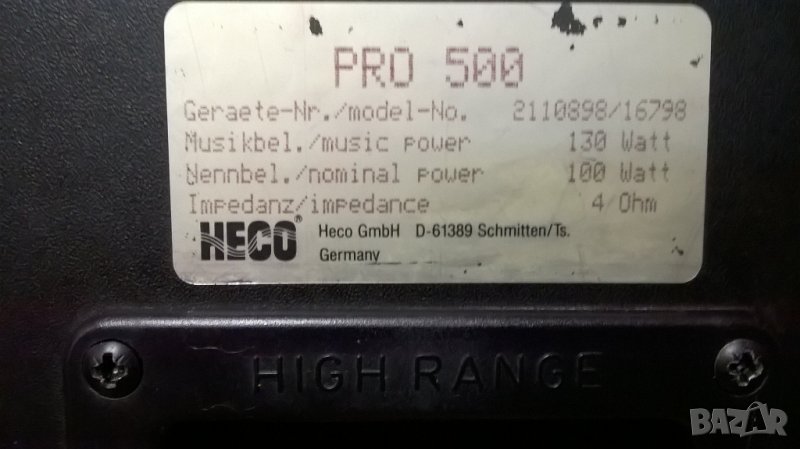 PRO 500
Geraete-Nr./model-No. 2110898/16798
Musikbel./music power 130 Watt
Nennbel./nominal power 100 Watt
Impedanz/impedance 4 Ohm
HECO® Heco GmbH D-61389 Schmitten/Ts.
Germany
HIGH RANGE
BAZAR